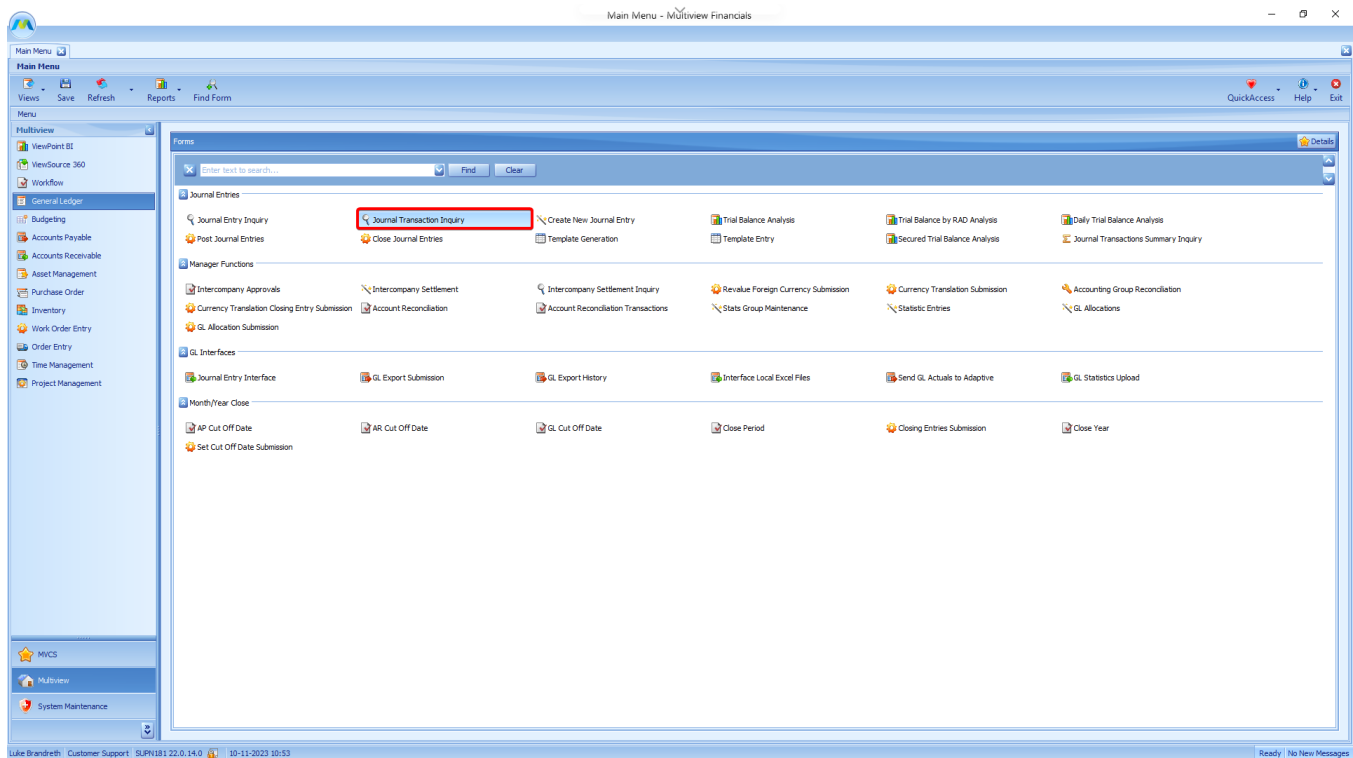 Main Menu - Multiview Financials
Main Menu
Main Menu
Views Save Refresh Reports Find Form QuickAccess Help Exit
Menu
Multiview
ViewPoint BI
ViewSource 360
Workflow
General Ledger
Budgeting
Accounts Payable
Accounts Receivable
Asset Management
Purchase Order
Inventory
Work Order Entry
Order Entry
Time Management
Project Management
MVCS
Multiview
System Maintenance
Forms Details
Enter text to search... Find Clear
Journal Entries
Journal Entry Inquiry Journal Transaction Inquiry Create New Journal Entry Trial Balance Analysis Trial Balance by RAD Analysis Daily Trial Balance Analysis
Post Journal Entries Close Journal Entries Template Generation Template Entry Secured Trial Balance Analysis Journal Transactions Summary Inquiry
Manager Functions
Intercompany Approvals Intercompany Settlement Intercompany Settlement Inquiry Revalue Foreign Currency Submission Currency Translation Submission Accounting Group Reconciliation
Currency Translation Closing Entry Submission Account Reconciliation Account Reconciliation Transactions Stats Group Maintenance Statistic Entries GL Allocations
GL Allocation Submission
GL Interfaces
Journal Entry Interface GL Export Submission GL Export History Interface Local Excel Files Send GL Actuals to Adaptive GL Statistics Upload
Month/Year Close
AP Cut Off Date AR Cut Off Date GL Cut Off Date Close Period Closing Entries Submission Close Year
Set Cut Off Date Submission
Luke Brandreth Customer Support SUPN181 22.0.14.0 10-11-2023 10:53 Ready No New Messages